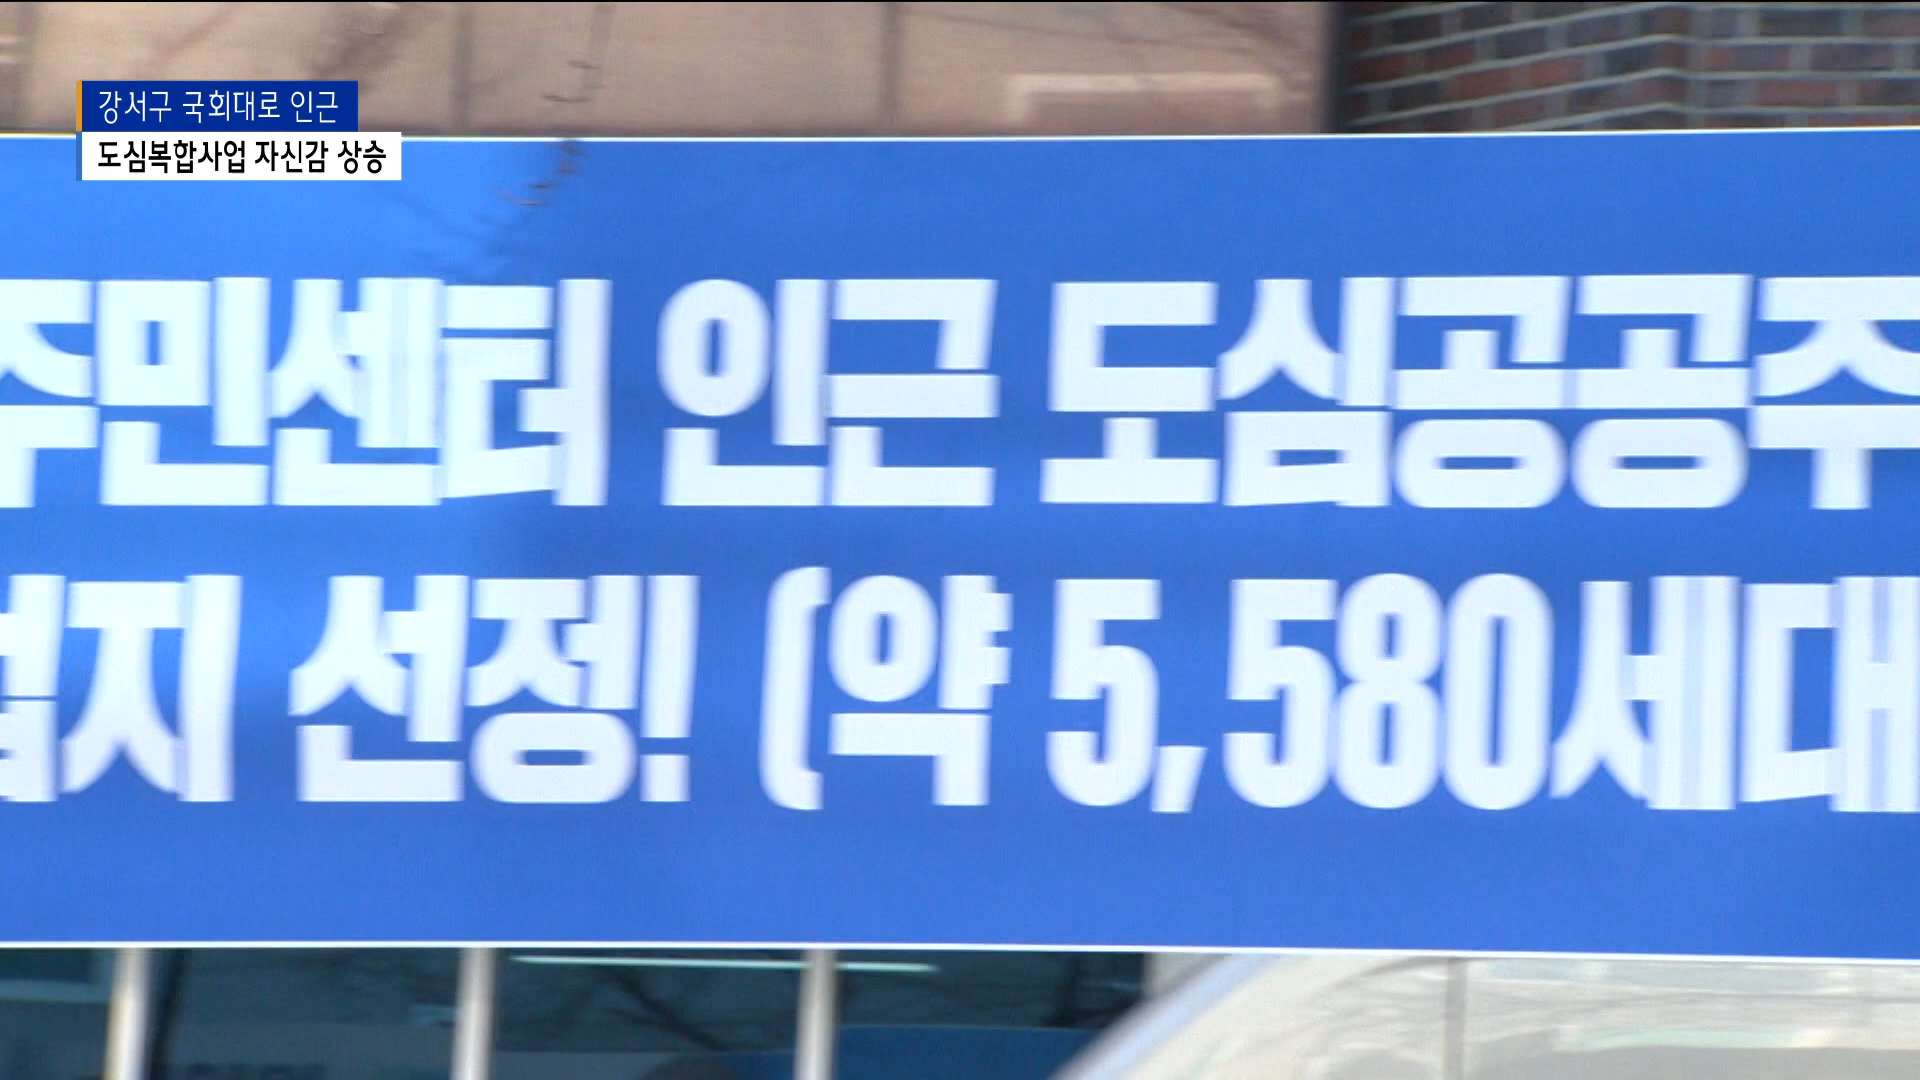 강서구 국회대로 인근
도심복합사업 자신감 상승
주민센터 인근 도심공공주
업지 선정! (약 5,580세대